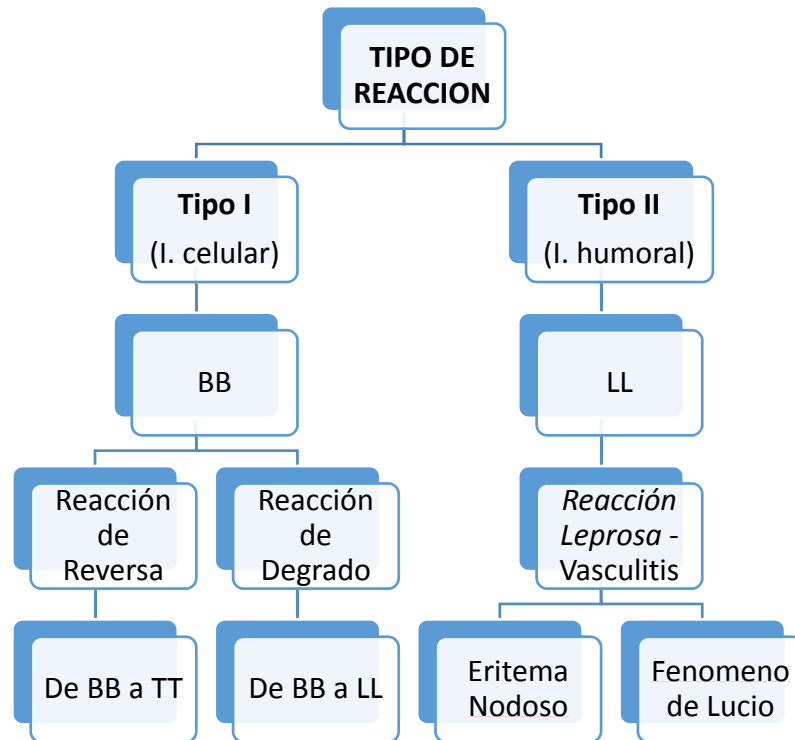 TIPO DE
REACCION
Tipo I
(I. celular)
Tipo II
(I. humoral)
BB
LL
Reacción
de
Reversa
Reacción
de
Degrado
Reacción
Leprosa -
Vasculitis
De BB a TT
De BB a LL
Eritema
Nodoso
Fenomeno
de Lucio